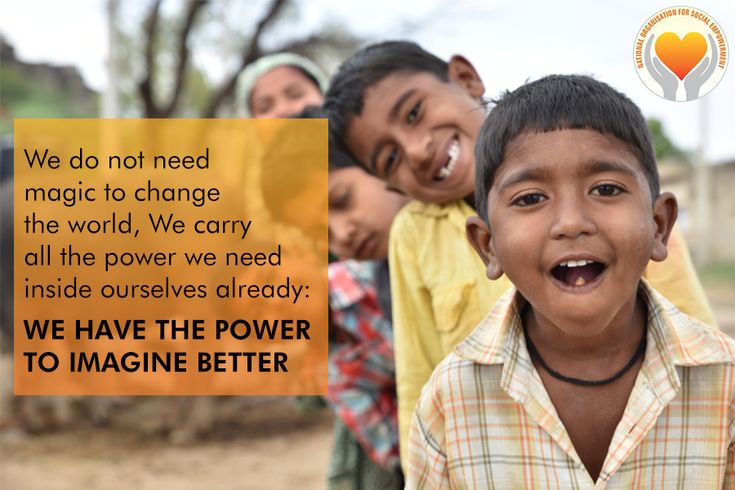 NATIONAL ORGANISATION FOR SOCIAL EMPOWERMENT
We do not need
magic to change
the world, We carry
all the power we need
inside ourselves already:
WE HAVE THE POWER
TO IMAGINE BETTER